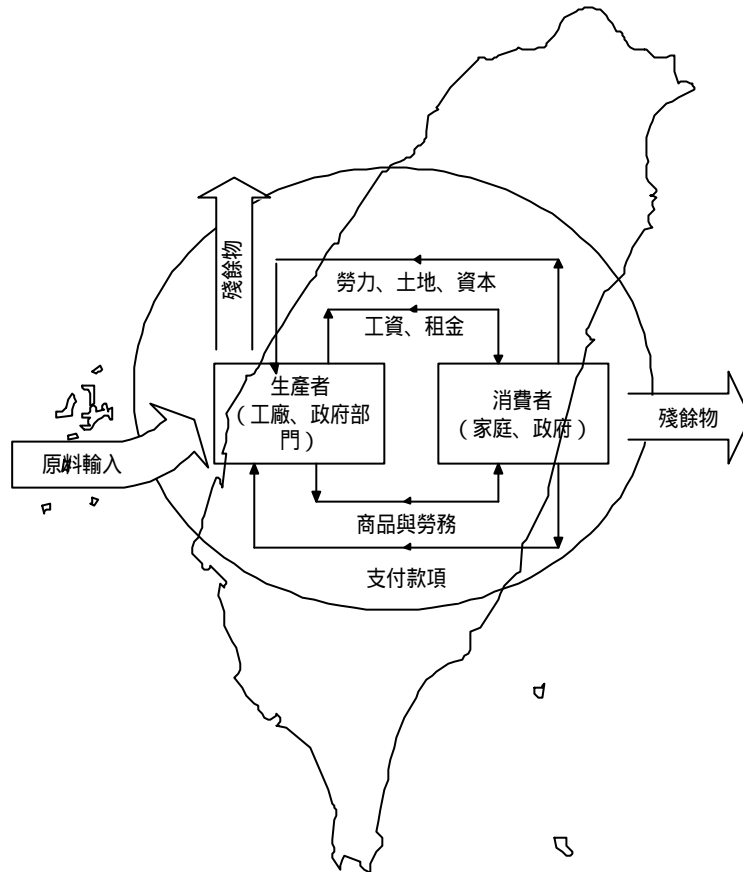 殘餘物
勞力、土地、資本
工資、租金
生產者
（工廠、政府部
門）
消費者
（家庭、政府）
殘餘物
原料輸入
商品與勞務
支付款項